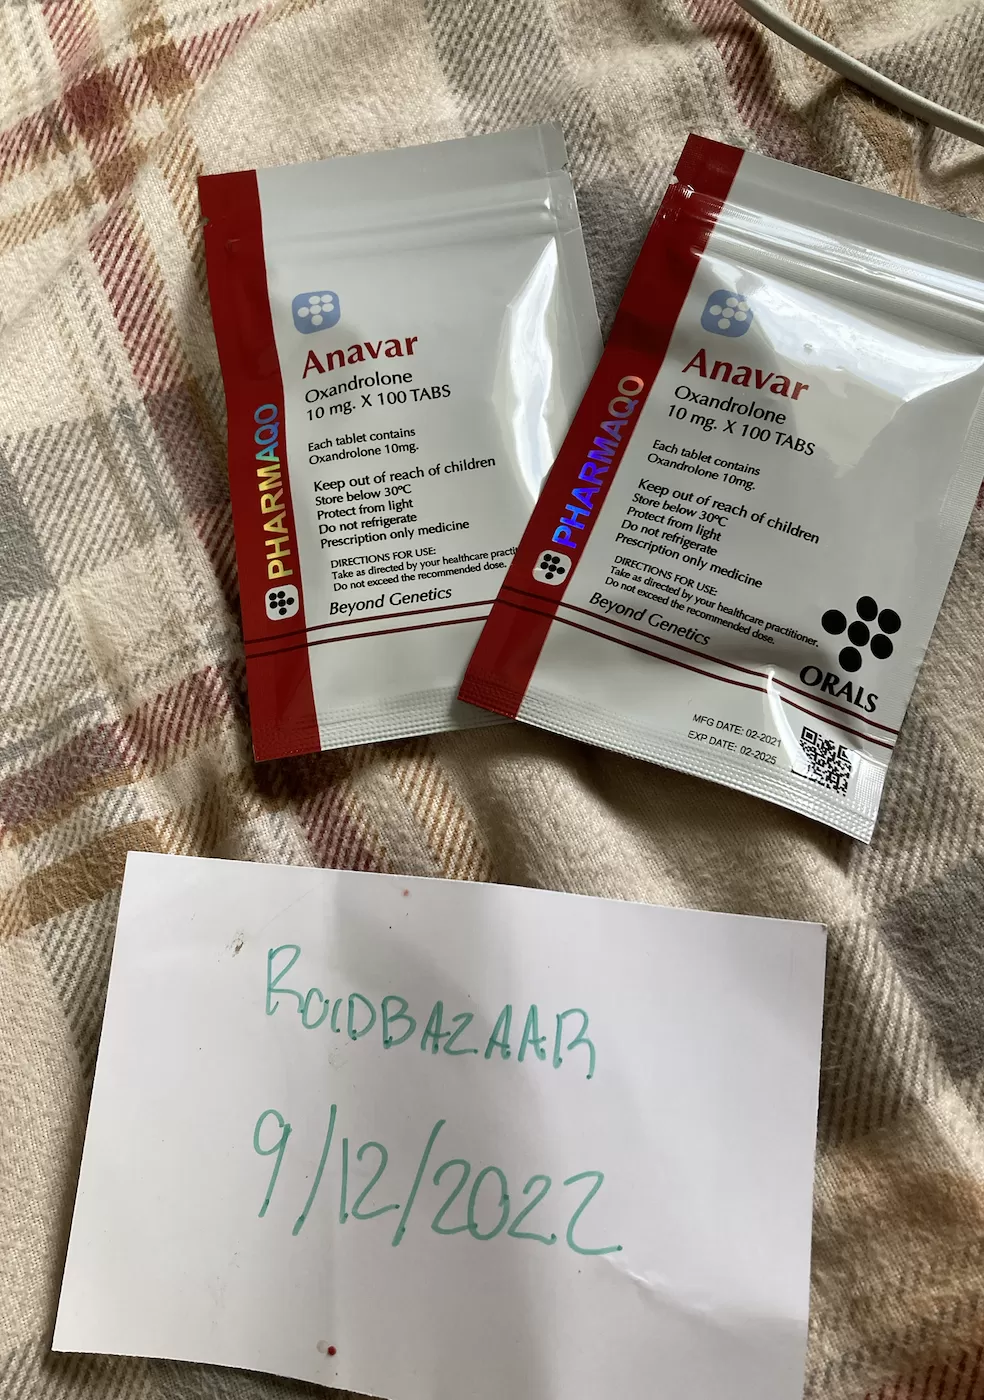 PHARMAQO
Anavar
Oxandrolone
10 mg. X 100 TABS
Each tablet contains
Oxandrolone 10mg.
Keep out of reach of children
Store below 30ºC
Protect from light
Do not refrigerate
Prescription only medicine
DIRECTIONS FOR USE:
Take as directed by your healthcare
Do not exceed the recommended dose.
Beyond Genetics
PHARMAQO
Anavar
Oxandrolone
10 mg. X 100 TABS
Each tablet contains
Oxandrolone 10mg.
Keep out of reach of children
Store below 30ºC
Protect from light
Do not refrigerate
Prescription only medicine
DIRECTIONS FOR USE:
Take as directed by your healthcare practitioner.
Do not exceed the recommended dose.
Beyond Genetics
ORALS
MFG DATE: 02-2021
EXP DATE: 02-2025
ROIDBAZAAR
9/12/2022